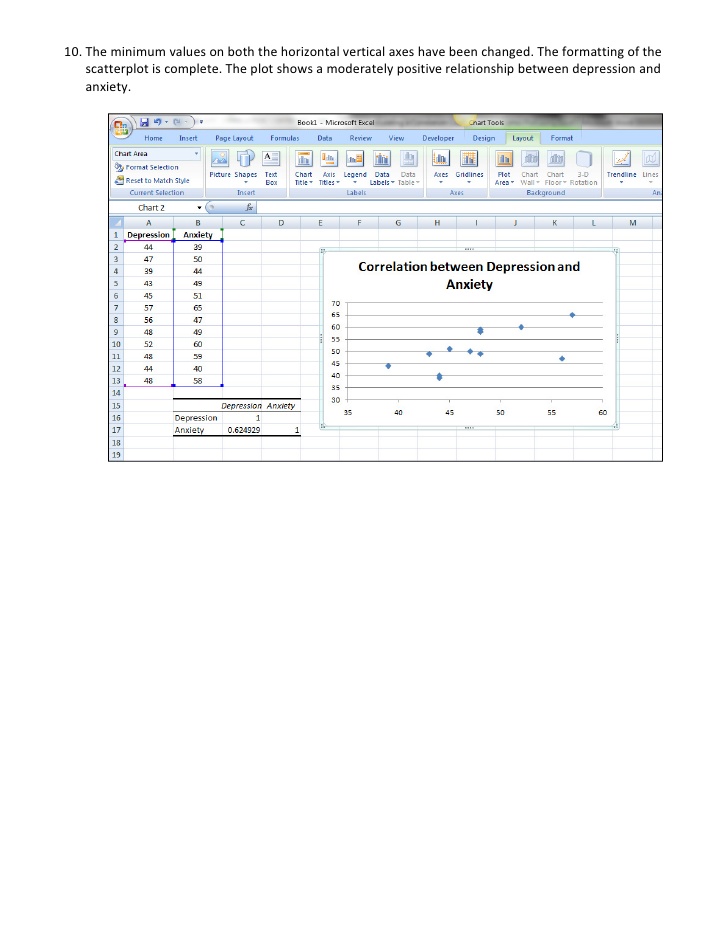 10. The minimum values on both the horizontal vertical axes have been changed. The formatting of the
scatterplot is complete. The plot shows a moderately positive relationship between depression and
anxiety.
Book1 - Microsoft Excel
Chart Tools
Home Insert Page Layout Formulas Data Review View Developer Design Layout Format
Chart Area
Format Selection
Reset to Match Style
Current Selection
Picture Shapes Text Box
Insert
Chart Title Axis Titles Legend Data Labels Data Table
Labels
Axes Gridlines
Axes
Plot Area Chart Wall Chart Floor 3-D Rotation
Background
Trendline Lines
An
Chart 2
fx
A B C D E F G H I J K L M
1 Depression Anxiety
2 44 39
3 47 50
4 39 44
5 43 49
6 45 51
7 57 65
8 56 47
9 48 49
10 52 60
11 48 59
12 44 40
13 48 58
14
15 Depression Anxiety
16 Depression 1
17 Anxiety 0.624929 1
18
19
Correlation between Depression and
Anxiety
70
65
60
55
50
45
40
35
30
35 40 45 50 55 60